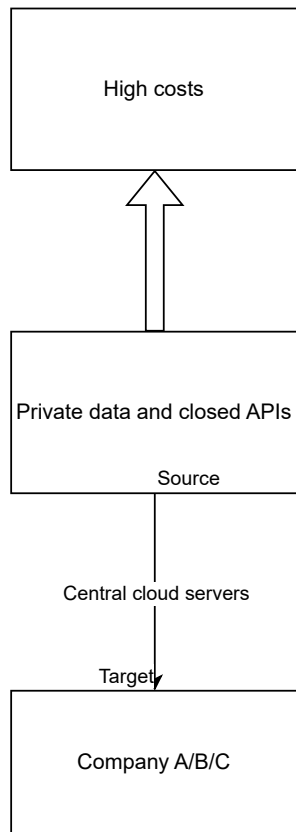 High costs
Private data and closed APIs
Source
Central cloud servers
Target
Company A/B/C